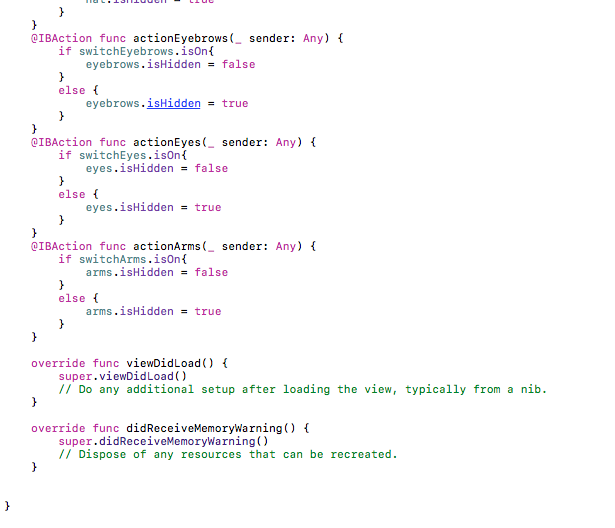 hat.isHidden = true
        }
    }
    @IBAction func actionEyebrows(_ sender: Any) {
        if switchEyebrows.isOn{
            eyebrows.isHidden = false
        }
        else {
            eyebrows.isHidden = true
        }
    }
    @IBAction func actionEyes(_ sender: Any) {
        if switchEyes.isOn{
            eyes.isHidden = false
        }
        else {
            eyes.isHidden = true
        }
    }
    @IBAction func actionArms(_ sender: Any) {
        if switchArms.isOn{
            arms.isHidden = false
        }
        else {
            arms.isHidden = true
        }
    }

    override func viewDidLoad() {
        super.viewDidLoad()
        // Do any additional setup after loading the view, typically from a nib.
    }

    override func didReceiveMemoryWarning() {
        super.didReceiveMemoryWarning()
        // Dispose of any resources that can be recreated.
    }


}